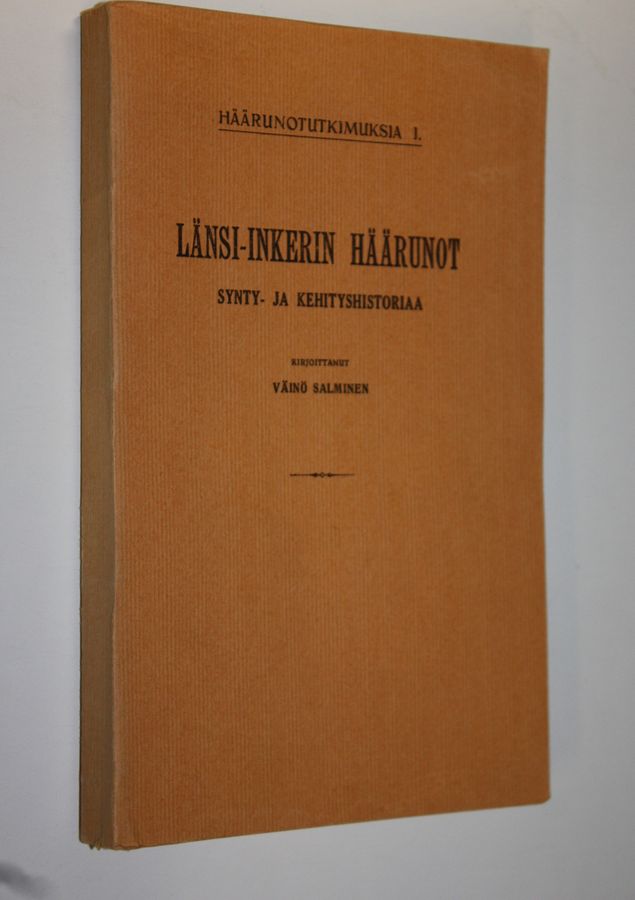 HÄÄRUNOTUTKIMUKSIA I.
LÄNSI-INKERIN HÄÄRUNOT
SYNTY- JA KEHITYSHISTORIAA
KIRJOITTANUT
VÄINÖ SALMINEN